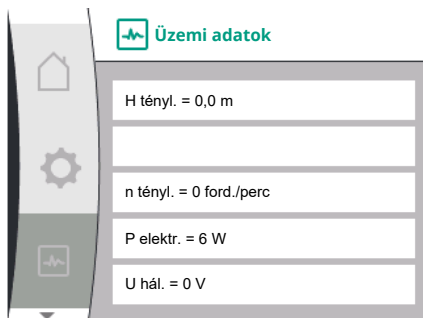 Üzemi adatok
H tényl. = 0,0 m
n tényl. = 0 ford./perc
P elektr. = 6 W
U hál. = 0 V